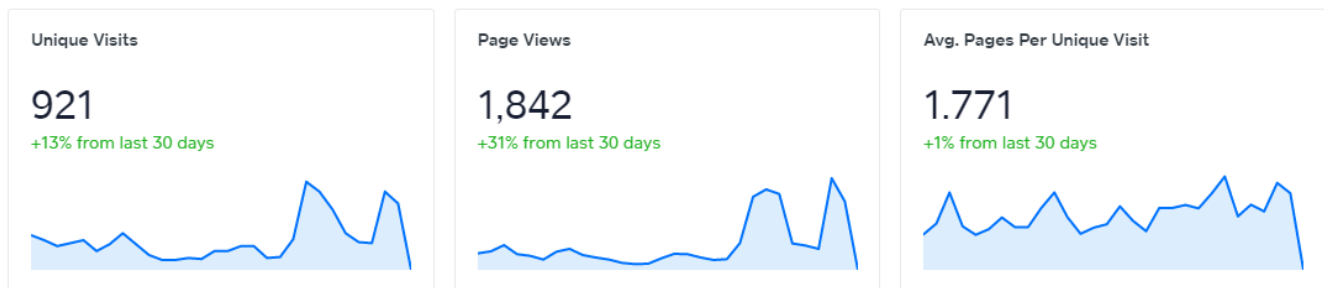 Unique Visits
921
+13% from last 30 days
Page Views
1,842
+31% from last 30 days
Avg. Pages Per Unique Visit
1.771
+1% from last 30 days